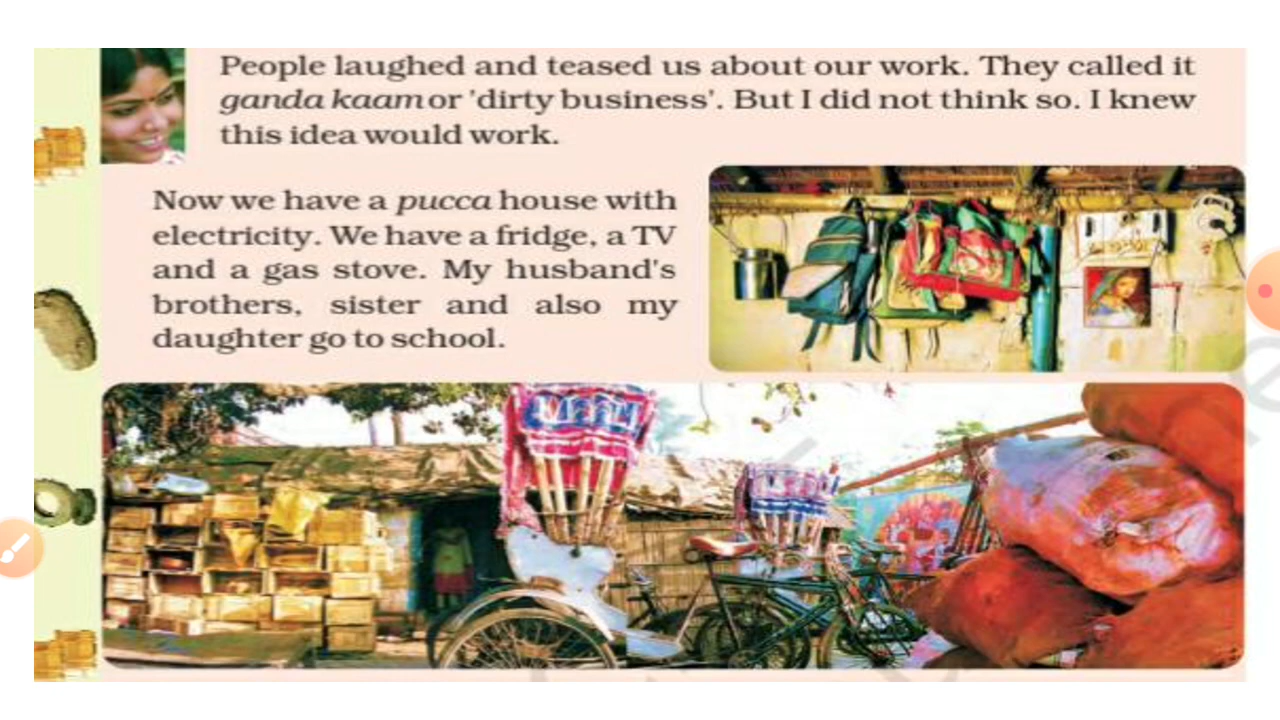 People laughed and teased us about our work. They called it
ganda kaam or 'dirty business'. But I did not think so. I knew
this idea would work.
Now we have a pucca house with
electricity. We have a fridge, a TV
and a gas stove. My husband's
brothers, sister and also my
daughter go to school.